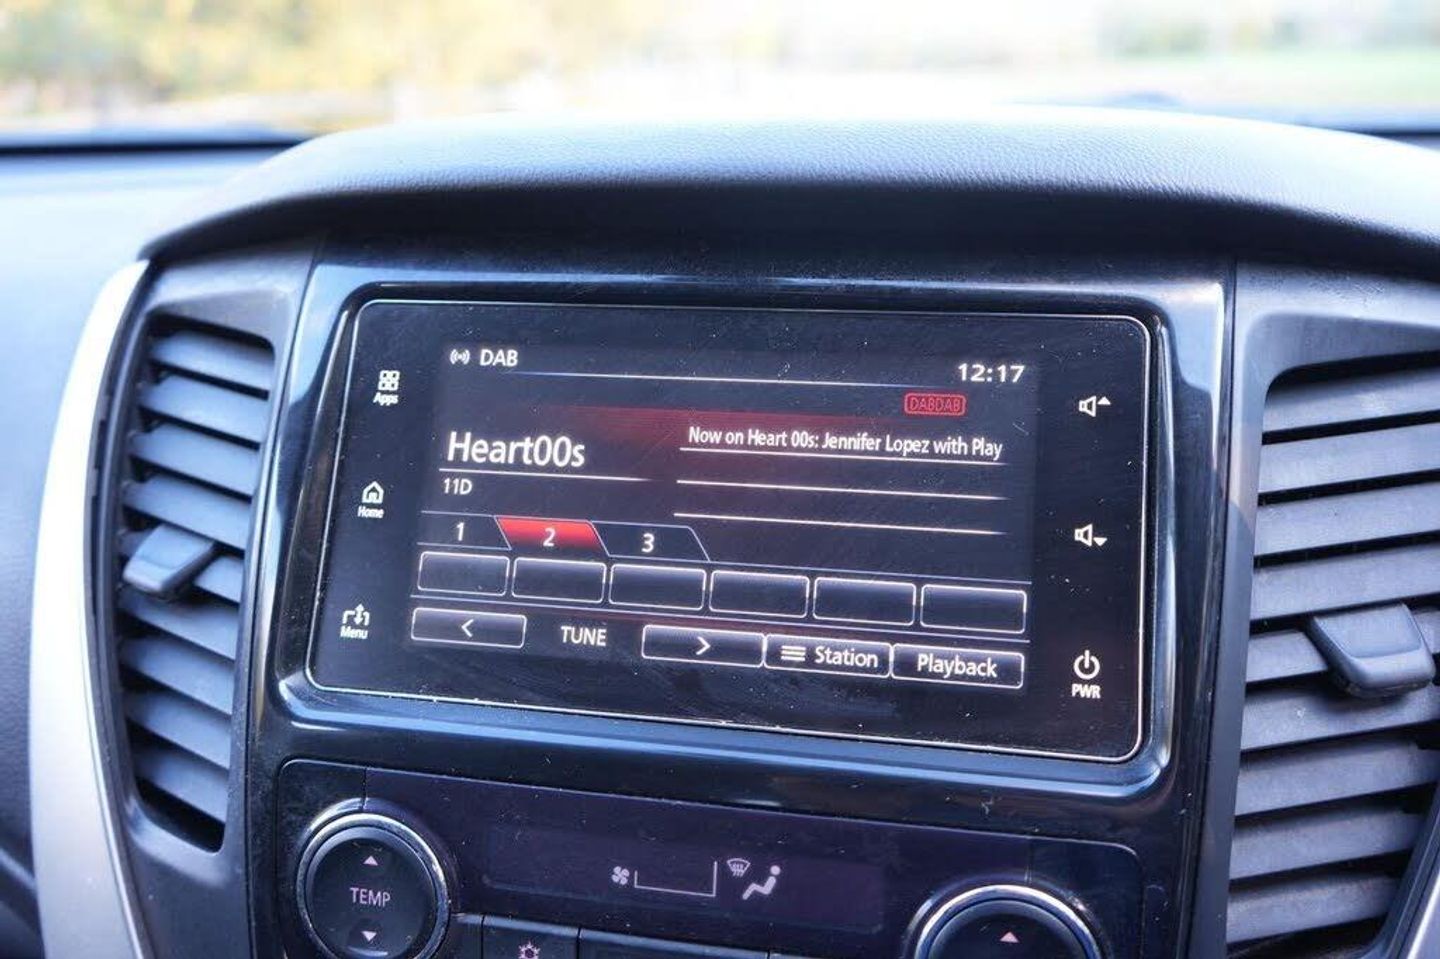 DAB
12:17
Apps
DABDAB
Heart00s
Now on Heart 00s: Jennifer Lopez with Play
11D
Home
1 2 3
Menu
< TUNE > Station Playback
PWR
TEMP